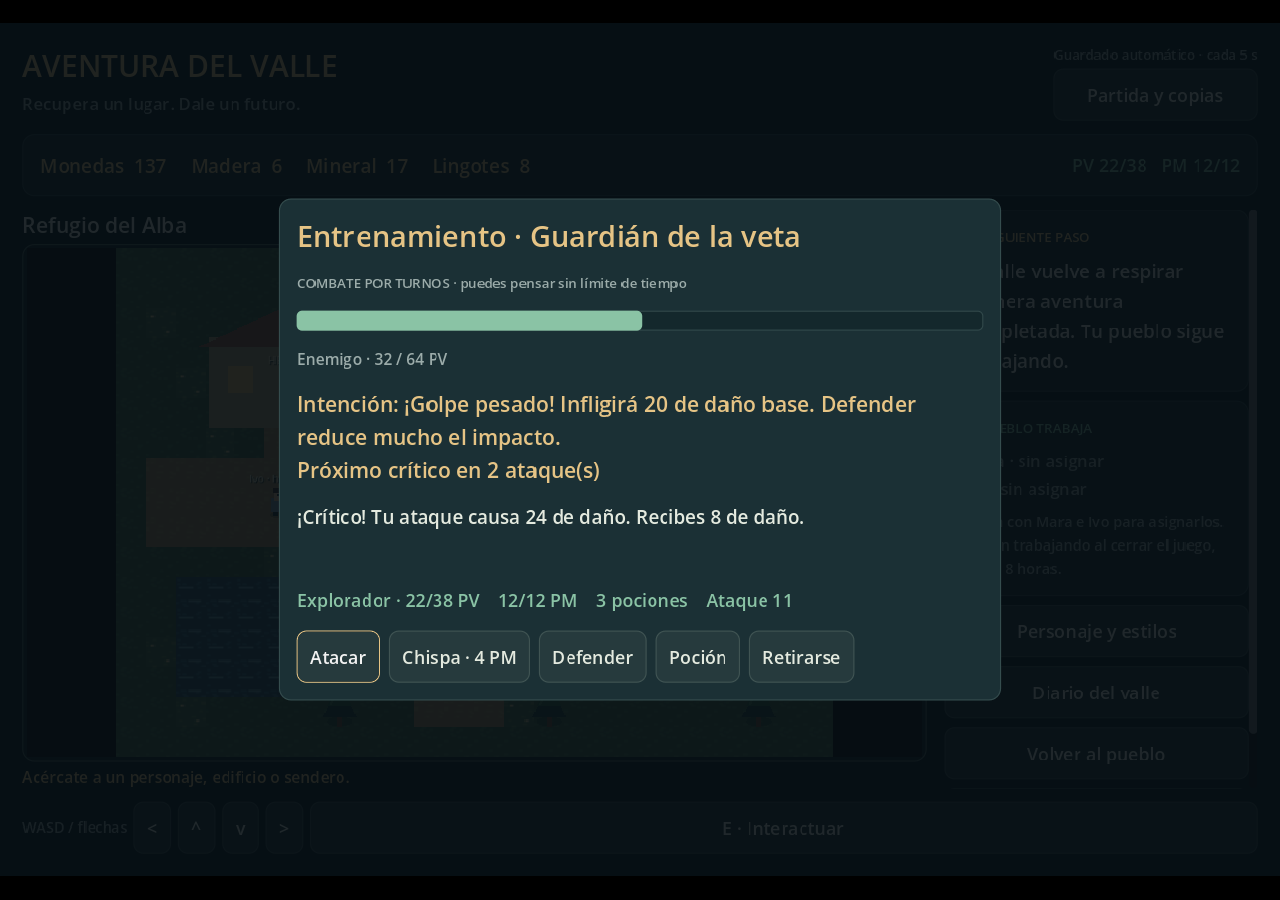 AVENTURA DEL VALLE
Recupera un lugar. Dale un futuro.
Guardado automático · cada 5 s
Partida y copias
Monedas 137 Madera 6 Mineral 17 Lingotes 8
PV 22/38 PM 12/12
Refugio del Alba
Entrenamiento · Guardián de la veta
COMBATE POR TURNOS · puedes pensar sin límite de tiempo
Enemigo · 32 / 64 PV
Intención: ¡Golpe pesado! Infligirá 20 de daño base. Defender
reduce mucho el impacto.
Próximo crítico en 2 ataque(s)
¡Crítico! Tu ataque causa 24 de daño. Recibes 8 de daño.
Explorador · 22/38 PV 12/12 PM 3 pociones Ataque 11
Atacar
Chispa · 4 PM
Defender
Poción
Retirarse
PASO
vuelve a respirar
aventura
Tu pueblo sigue
TRABAJA
· sin asignar
sin asignar
con Mara e Ivo para asignarlos.
trabajando al cerrar el juego,
8 horas.
Personaje y estilos
Diario del valle
Volver al pueblo
Acércate a un personaje, edificio o sendero.
WASD / flechas
<
^
v
>
E · Interactuar